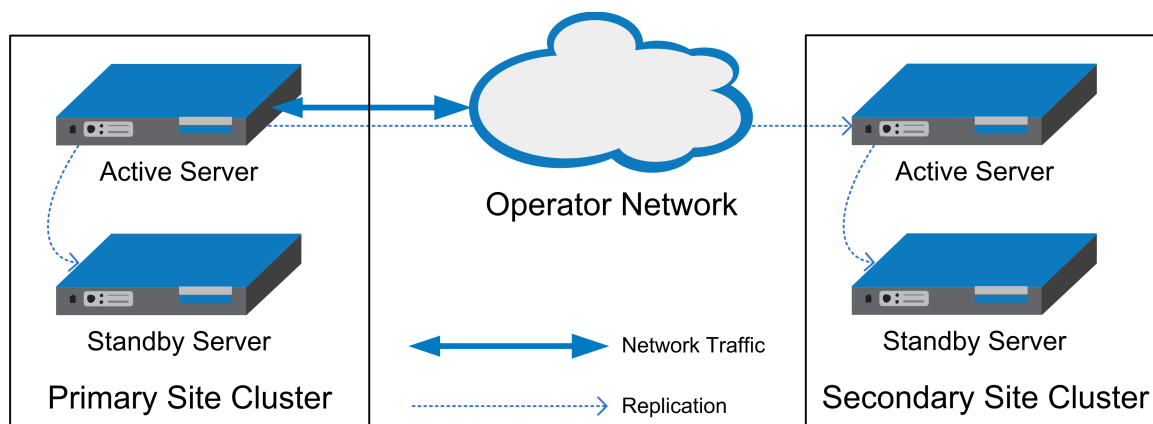 Active Server
Standby Server
Primary Site Cluster
Operator Network
Network Traffic
Replication
Active Server
Standby Server
Secondary Site Cluster